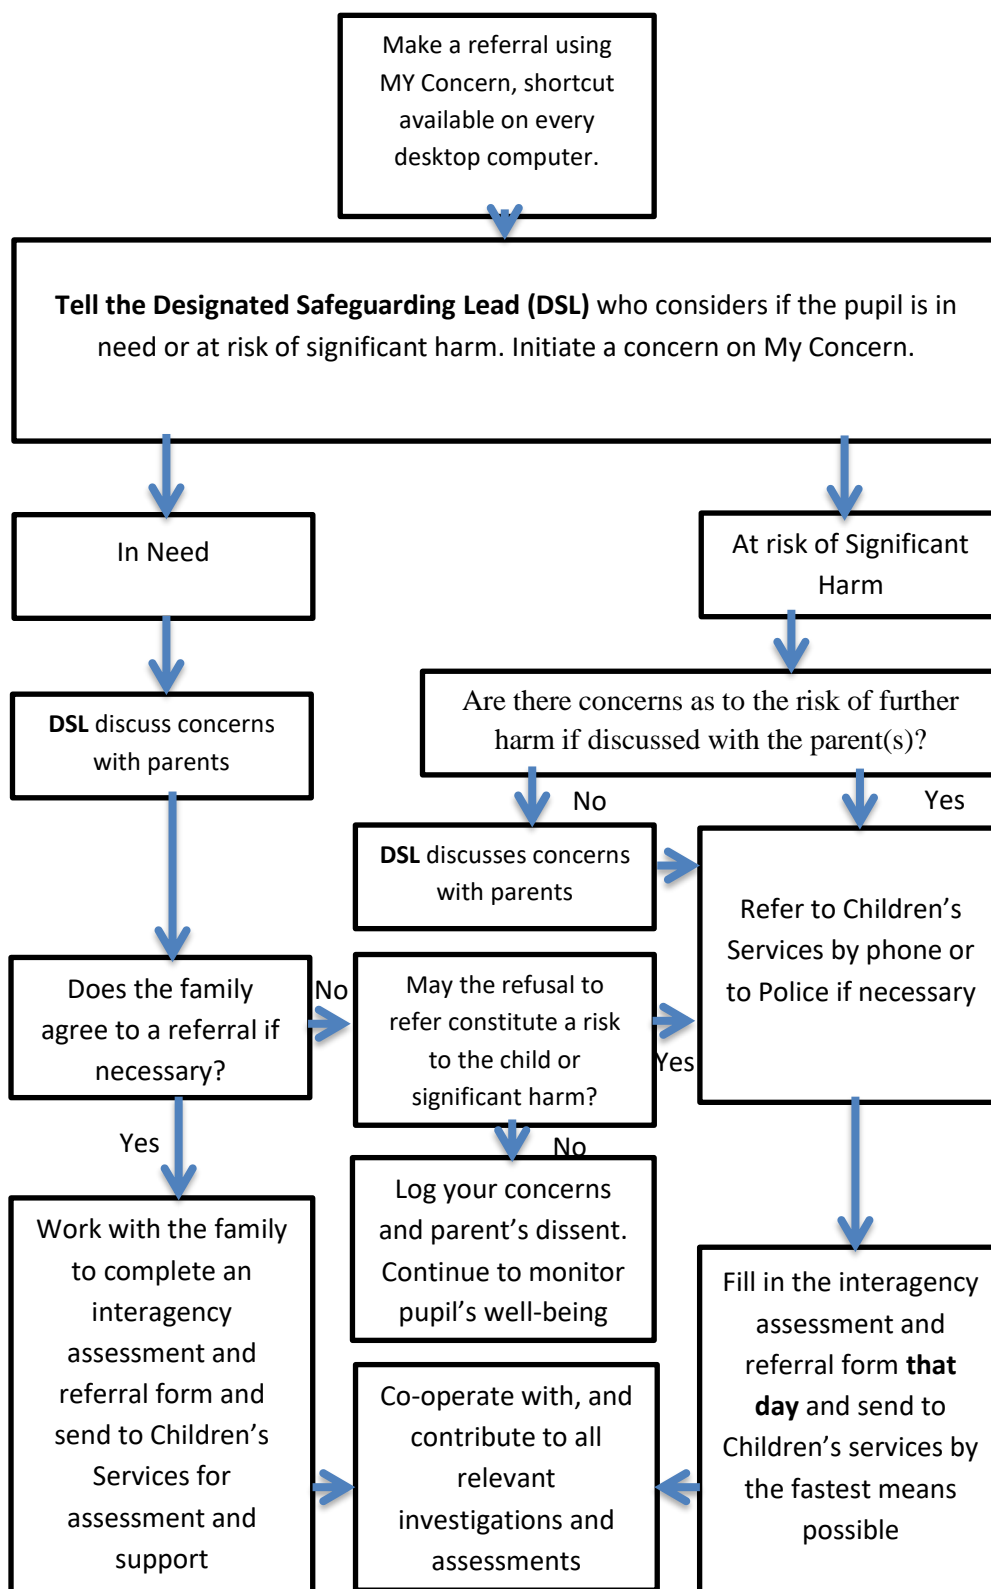 Make a referral using
MY Concern, shortcut
available on every
desktop computer.
Tell the Designated Safeguarding Lead (DSL) who considers if the pupil is in
need or at risk of significant harm. Initiate a concern on My Concern.
In Need
At risk of Significant
Harm
DSL discuss concerns
with parents
Are there concerns as to the risk of further
harm if discussed with the parent(s)?
No
Yes
DSL discusses concerns
with parents
Refer to Children’s
Services by phone or
to Police if necessary
Does the family
agree to a referral if
necessary?
No
May the refusal to
refer constitute a risk
to the child or
significant harm?
Yes
Yes
No
Log your concerns
and parent’s dissent.
Continue to monitor
pupil’s well-being
Work with the family
to complete an
interagency
assessment and
referral form and
send to Children’s
Services for
assessment and
support
Fill in the interagency
assessment and
referral form that
day and send to
Children’s services by
the fastest means
possible
Co-operate with, and
contribute to all
relevant
investigations and
assessments